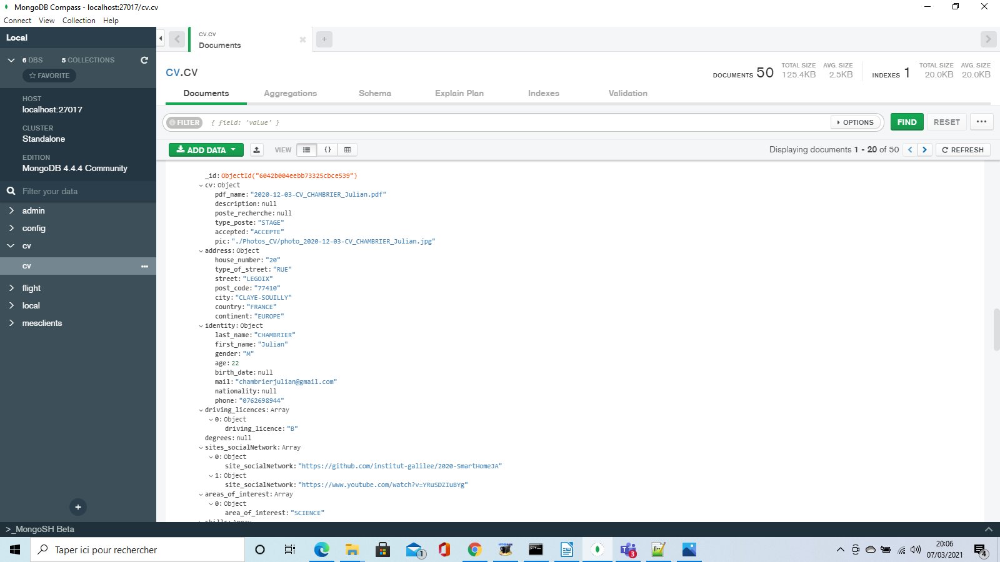 MongoDB Compass - localhost:27017/cv.cv
Connect View Collection Help
Local
6 DBS 5 COLLECTIONS
FAVORITE
HOST
localhost:27017
CLUSTER
Standalone
EDITION
MongoDB 4.4.4 Community
Filter your data
admin
config
cv
cv
flight
local
mesclients
>_MongoSH Beta
cv.cv
Documents
CV.CV
DOCUMENTS 50 TOTAL SIZE 125.4KB AVG. SIZE 2.5KB INDEXES 1 TOTAL SIZE 20.0KB AVG. SIZE 20.0KB
Documents Aggregations Schema Explain Plan Indexes Validation
FILTER { field: 'value' } OPTIONS FIND RESET ...
ADD DATA VIEW {} Displaying documents 1 - 20 of 50 REFRESH
_id: ObjectId("6042b004eebb73325cbce539")
cv: Object
pdf_name: "2020-12-03-CV_CHAMBRIER_Julian.pdf"
description: null
poste_recherche: null
type_poste: "STAGE"
accepted: "ACCEPTE"
pic: "./Photos_CV/photo_2020-12-03-CV_CHAMBRIER_Julian.jpg"
address: Object
house_number: "20"
type_of_street: "RUE"
street: "LEGOIX"
post_code: "77410"
city: "CLAYE-SOUILLY"
country: "FRANCE"
continent: "EUROPE"
identity: Object
last_name: "CHAMBRIER"
first_name: "Julian"
gender: "M"
age: 22
birth_date: null
mail: "chambrierjulian@gmail.com"
nationality: null
phone: "0762698944"
driving_licences: Array
0: Object
driving_licence: "B"
degrees: null
sites_socialNetwork: Array
0: Object
site_socialNetwork: "https://github.com/institut-galilee/2020-SmartHomeJA"
1: Object
site_socialNetwork: "https://www.youtube.com/watch?v=YRuSDZIuBYg"
areas_of_interest: Array
0: Object
area_of_interest: "SCIENCE"
skills: Array
Taper ici pour rechercher
1
3
20:06
07/03/2021
4